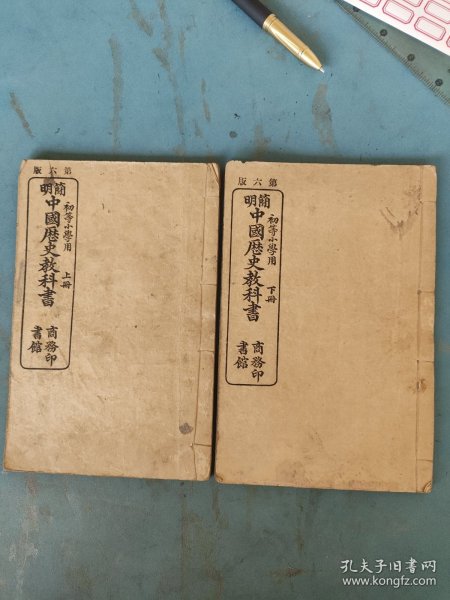 第六版
簡明
中國歷史教科書
初等小學用
上冊
商務印
書館
第六版
簡明
中國歷史教科書
初等小學用
下冊
商務印
書館
孔夫子旧书网
www.kongfz.com